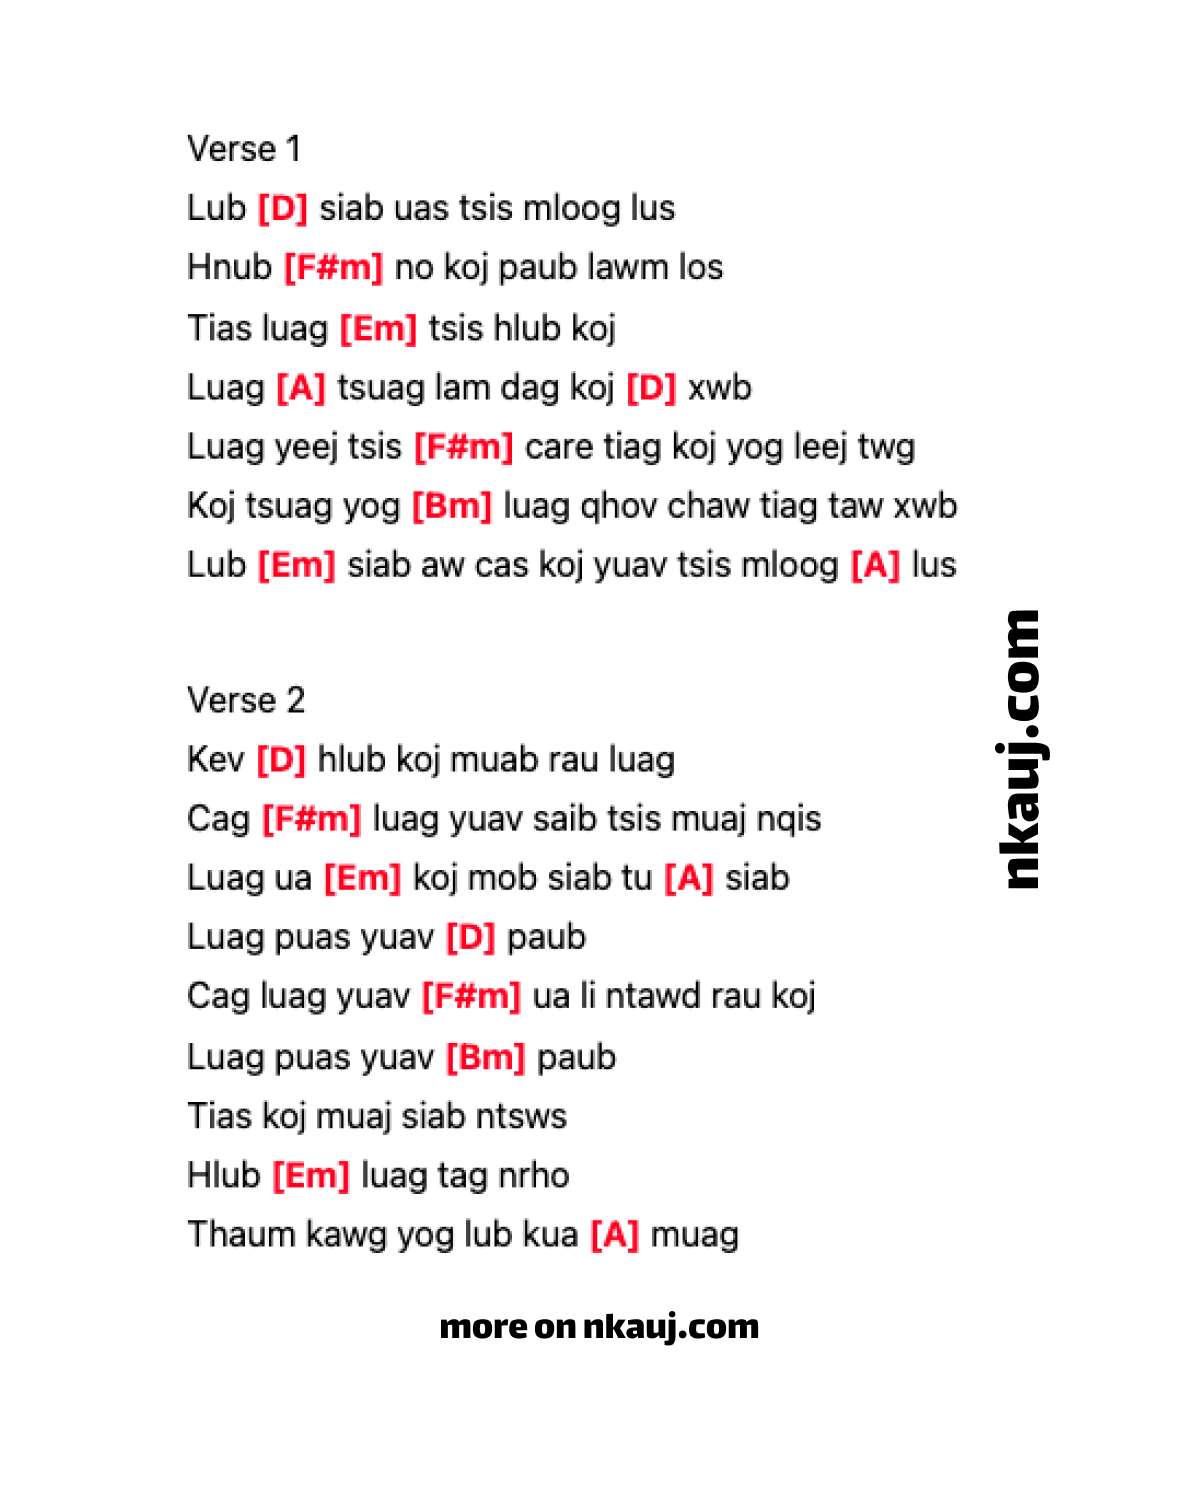 Verse 1
Lub [D] siab uas tsis mloog lus
Hnub [F#m] no koj paub lawm los
Tias luag [Em] tsis hlub koj
Luag [A] tsuag lam dag koj [D] xwb
Luag yeej tsis [F#m] care tiag koj yog leej twg
Koj tsuag yog [Bm] luag qhov chaw tiag taw xwb
Lub [Em] siab aw cas koj yuav tsis mloog [A] lus
Verse 2
Kev [D] hlub koj muab rau luag
Cag [F#m] luag yuav saib tsis muaj nqis
Luag ua [Em] koj mob siab tu [A] siab
Luag puas yuav [D] paub
Cag luag yuav [F#m] ua li ntawd rau koj
Luag puas yuav [Bm] paub
Tias koj muaj siab ntsws
Hlub [Em] luag tag nrho
Thaum kawg yog lub kua [A] muag
nkauj.com
more on nkauj.com